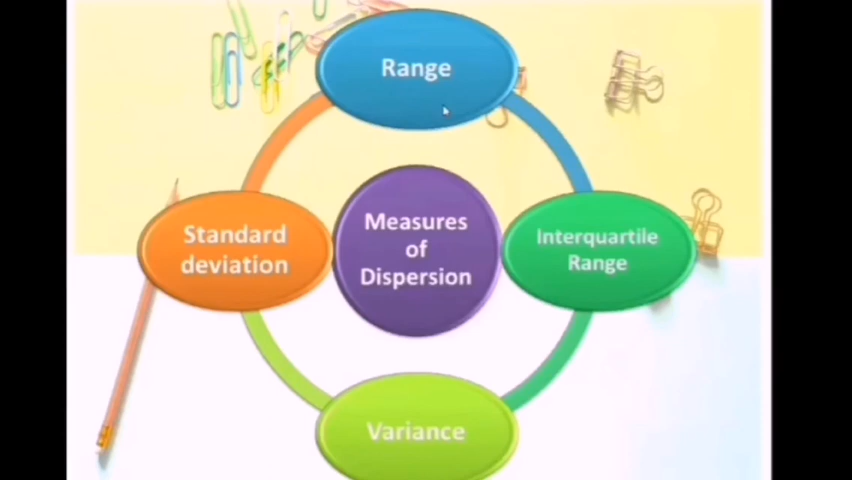 Range
Standard
deviation
Measures
of
Dispersion
Interquartile
Range
Variance